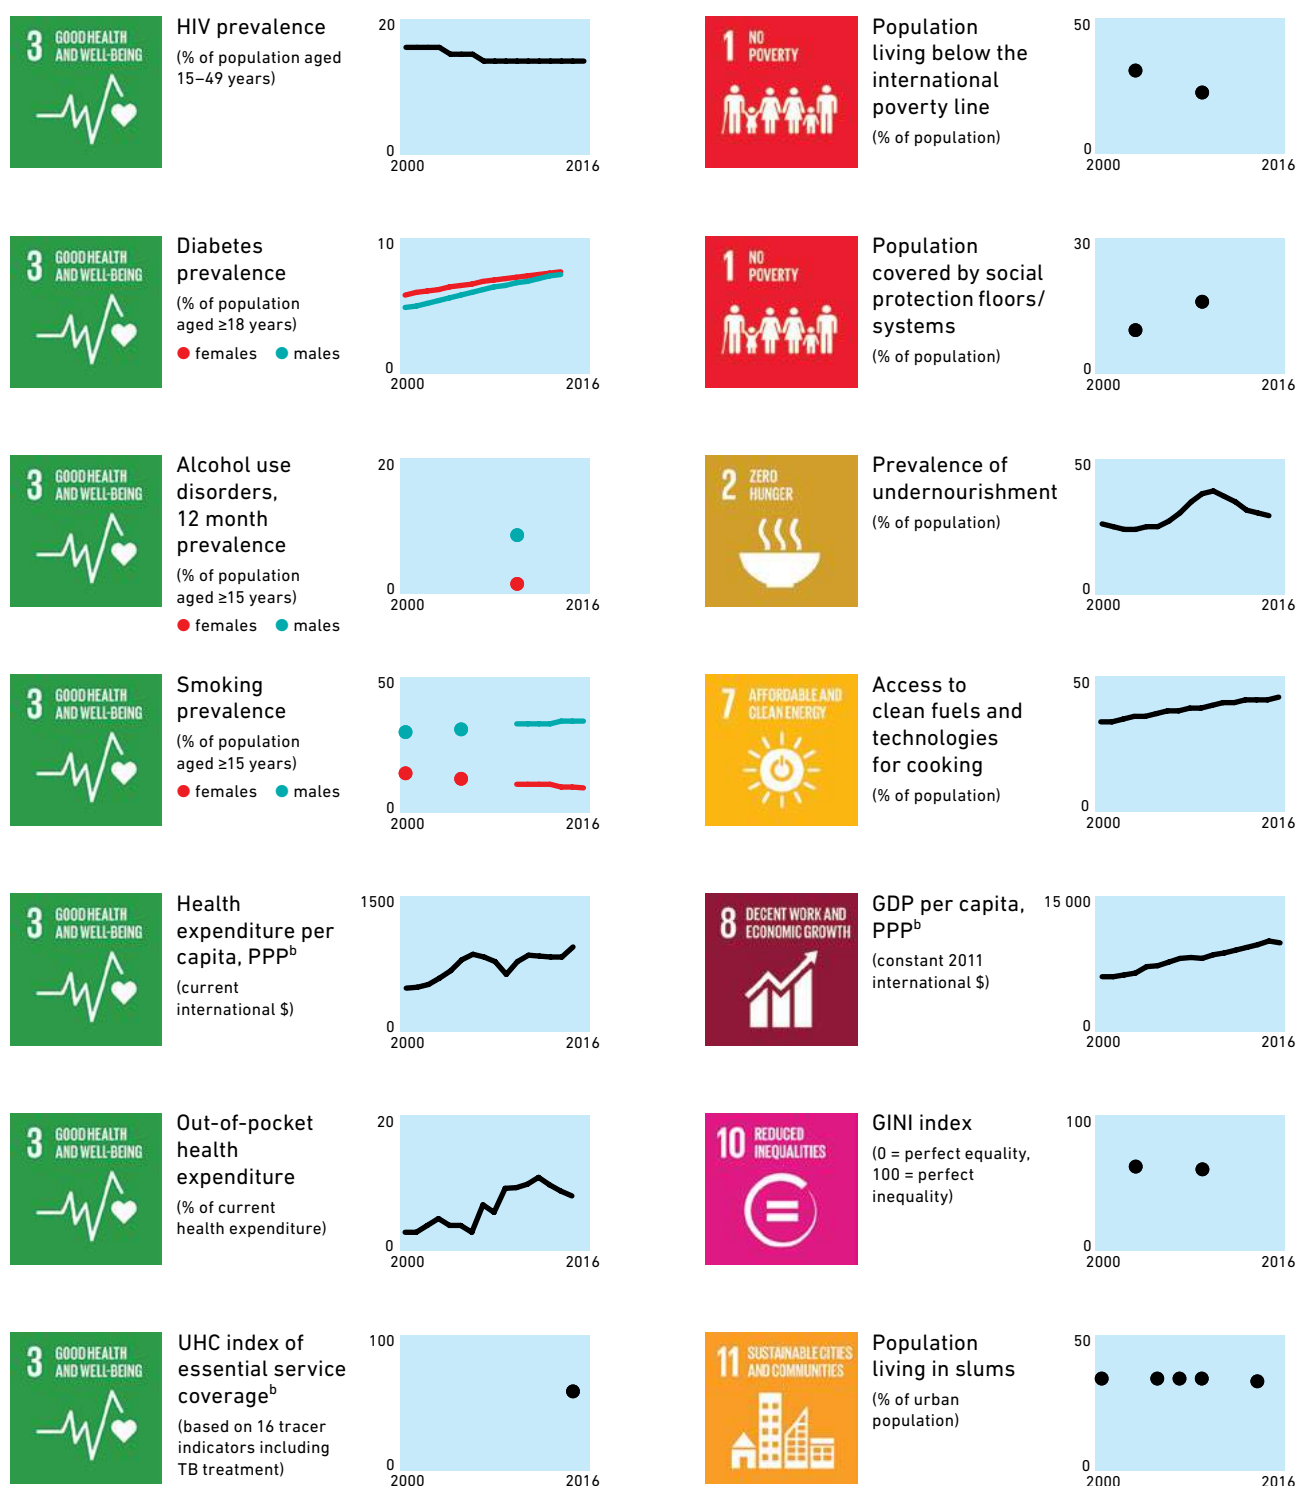 3 GOOD HEALTH
AND WELL-BEING
HIV prevalence
(% of population aged
15–49 years)
20
0
2000 2016
1 NO
POVERTY
Population
living below the
international
poverty line
(% of population)
50
0
2000 2016
3 GOOD HEALTH
AND WELL-BEING
Diabetes
prevalence
(% of population
aged ≥18 years)
females males
10
0
2000 2016
1 NO
POVERTY
Population
covered by social
protection floors/
systems
(% of population)
30
0
2000 2016
3 GOOD HEALTH
AND WELL-BEING
Alcohol use
disorders,
12 month
prevalence
(% of population
aged ≥15 years)
females males
20
0
2000 2016
2 ZERO
HUNGER
Prevalence of
undernourishment
(% of population)
50
0
2000 2016
3 GOOD HEALTH
AND WELL-BEING
Smoking
prevalence
(% of population
aged ≥15 years)
females males
50
0
2000 2016
7 AFFORDABLE AND
CLEAN ENERGY
Access to
clean fuels and
technologies
for cooking
(% of population)
50
0
2000 2016
3 GOOD HEALTH
AND WELL-BEING
Health
expenditure per
capita, PPPᵇ
(current
international $)
1500
0
2000 2016
8 DECENT WORK AND
ECONOMIC GROWTH
GDP per capita,
PPPᵇ
(constant 2011
international $)
15 000
0
2000 2016
3 GOOD HEALTH
AND WELL-BEING
Out-of-pocket
health
expenditure
(% of current
health expenditure)
20
0
2000 2016
10 REDUCED
INEQUALITIES
GINI index
(0 = perfect equality,
100 = perfect
inequality)
100
0
2000 2016
3 GOOD HEALTH
AND WELL-BEING
UHC index of
essential service
coverageᵇ
(based on 16 tracer
indicators including
TB treatment)
100
0
2000 2016
11 SUSTAINABLE CITIES
AND COMMUNITIES
Population
living in slums
(% of urban
population)
50
0
2000 2016